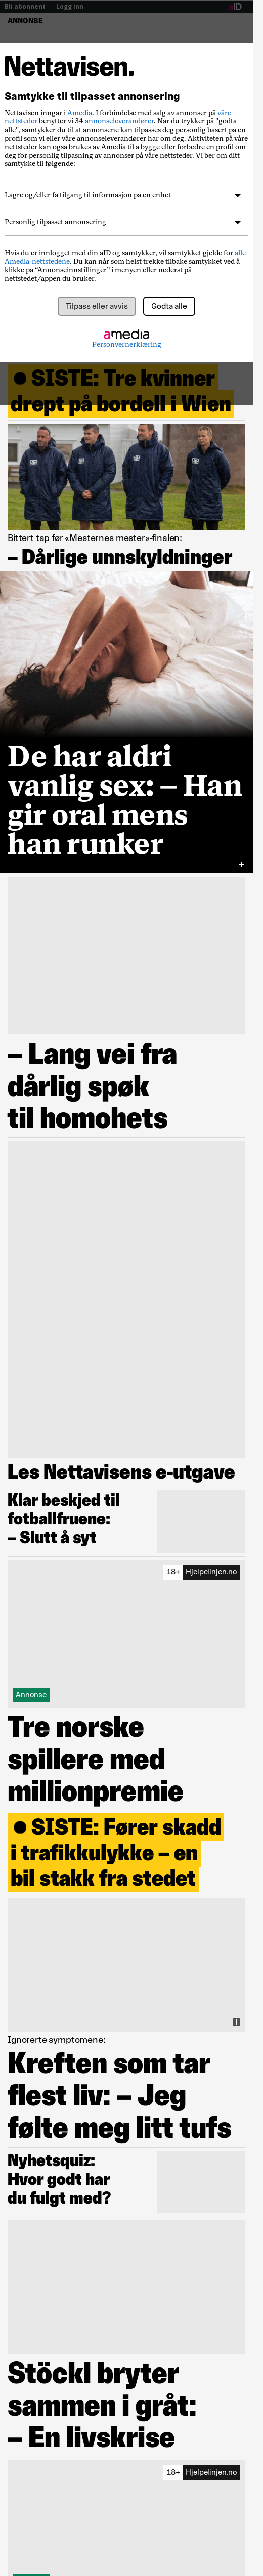 Bli abonnent | Logg inn
aID
ANNONSE
Nettavisen.
Samtykke til tilpasset annonsering
Nettavisen inngår i Amedia. I forbindelse med salg av annonser på våre
nettsteder benytter vi 34 annonseleverandører. Når du trykker på "godta
alle", samtykker du til at annonsene kan tilpasses deg personlig basert på en
profil vi og/eller våre annonseleverandører har om deg. Aktiviteten på våre
nettsteder kan også brukes av Amedia til å bygge eller forbedre en profil om
deg for personlig tilpasning av annonser på våre nettsteder. Vi ber om ditt
samtykke til følgende:
Lagre og/eller få tilgang til informasjon på en enhet
Personlig tilpasset annonsering
Hvis du er innlogget med din aID og samtykker, vil samtykket gjelde for alle
Amedia-nettstedene. Du kan når som helst trekke tilbake samtykket ved å
klikke på "Annonseinnstillinger" i menyen eller nederst på
nettstedet/appen du besøker.
Tilpass eller avvis
Godta alle
amedia
Personvernerklæring
SISTE: Tre kvinner
drept på bordell i Wien
Bittert tap før «Mesternes mester»-finalen:
– Dårlige unnskyldninger
De har aldri
vanlig sex: – Han
gir oral mens
han runker
– Lang vei fra
dårlig spøk
til homohets
Les Nettavisens e-utgave
Klar beskjed til
fotballfruene:
– Slutt å syt
18+ Hjelpelinjen.no
Annonse
Tre norske
spillere med
millionpremie
SISTE: Fører skadd
i trafikkulykke – en
bil stakk fra stedet
Ignorerte symptomene:
Kreften som tar
flest liv: – Jeg
følte meg litt tufs
Nyhetsquiz:
Hvor godt har
du fulgt med?
Stöckl bryter
sammen i gråt:
– En livskrise
18+ Hjelpelinjen.no